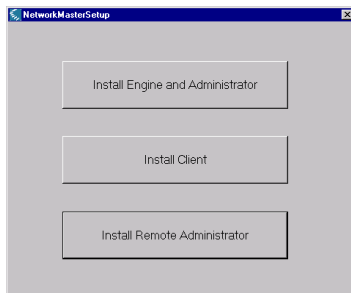 NetworkMasterSetup
Install Engine and Administrator
Install Client
Install Remote Administrator